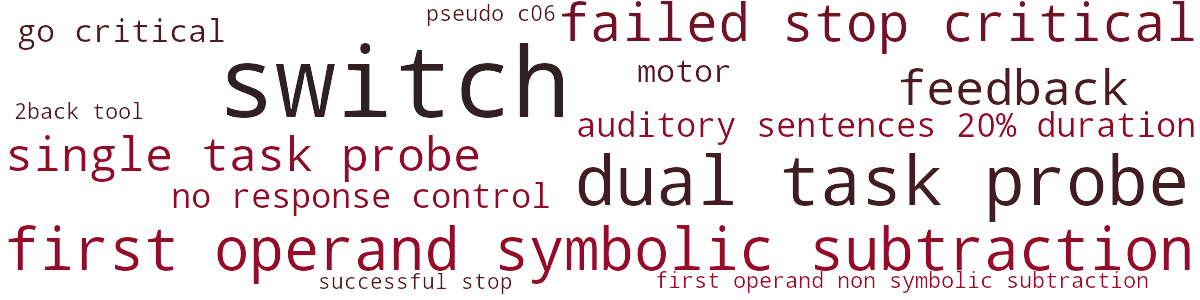 pseudo c06
failed stop critical
go critical
switch
motor
feedback
2back tool
auditory sentences 20% duration
single task probe
dual task probe
no response control
first operand symbolic subtraction
successful stop
first operand non symbolic subtraction